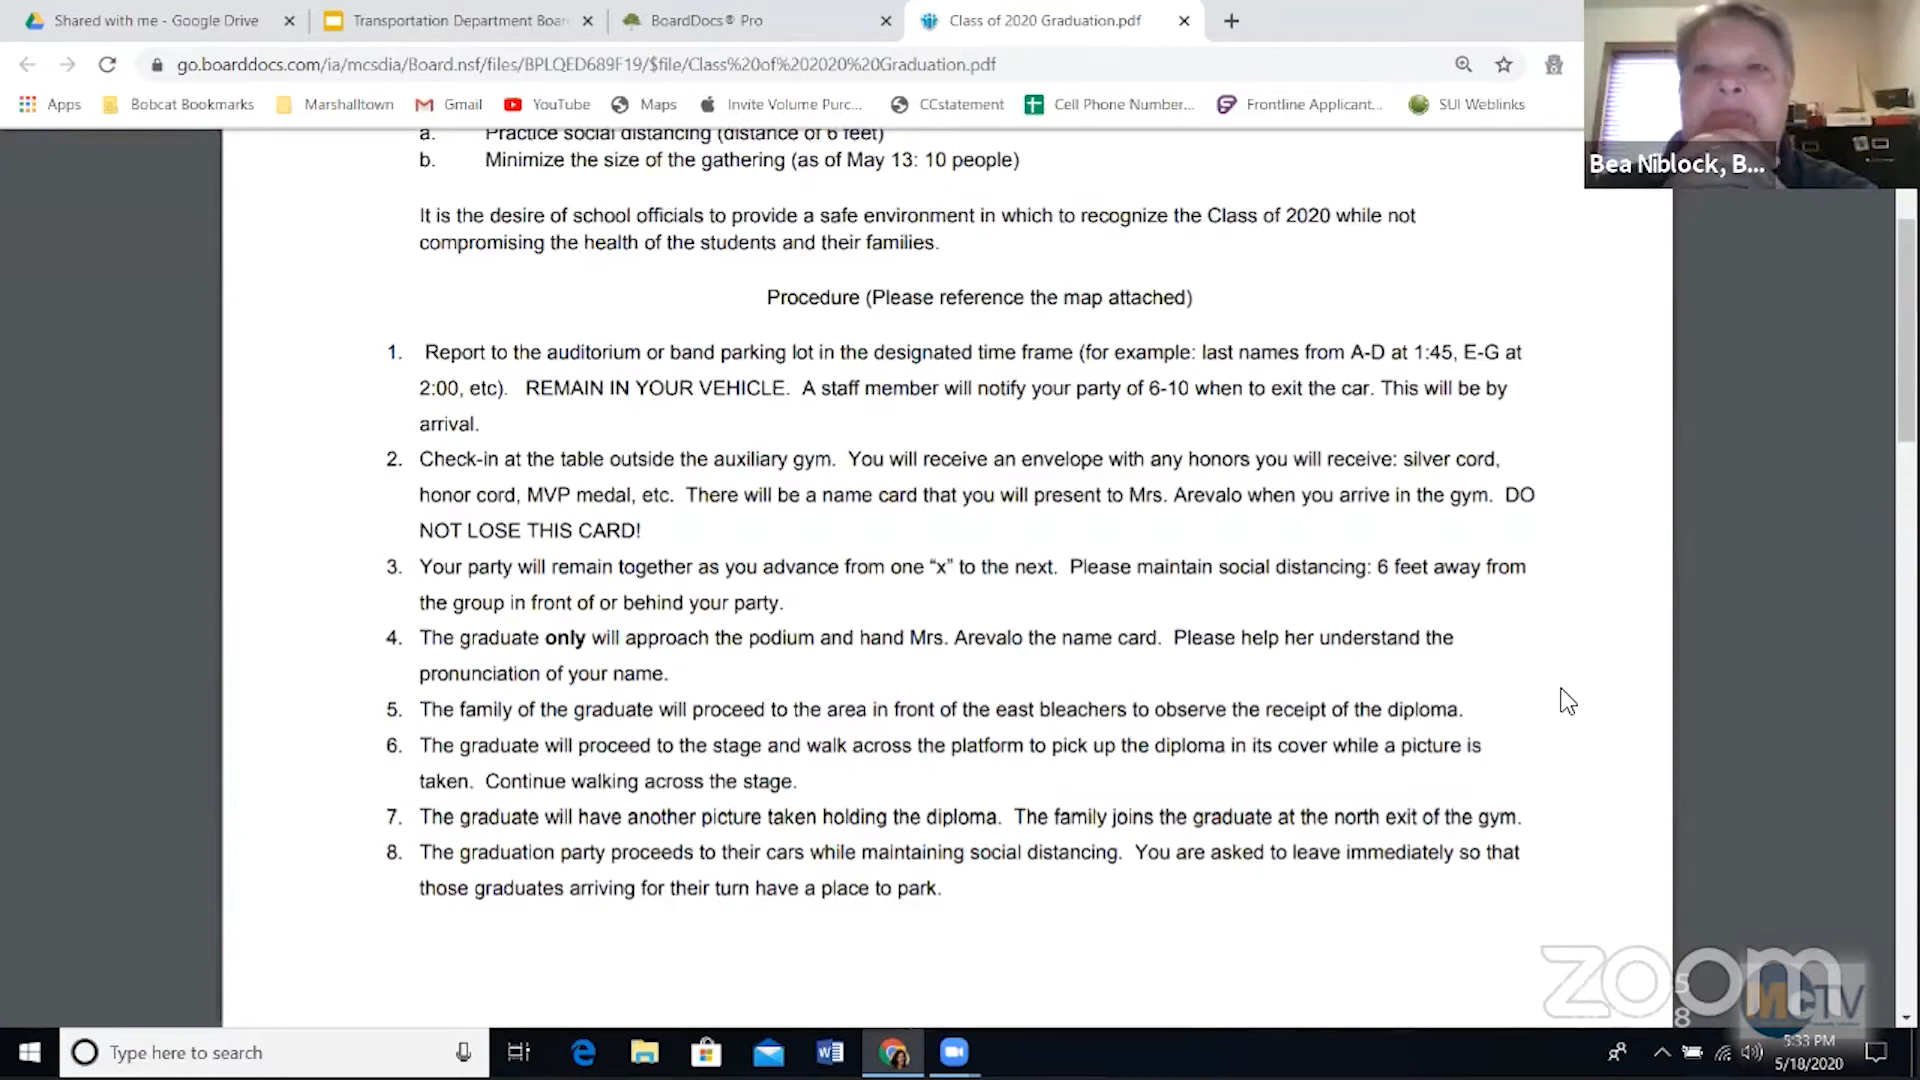 Shared with me - Google Drive
Transportation Department Boar
BoardDocs® Pro
Class of 2020 Graduation.pdf
go.boarddocs.com/ia/mcsdia/Board.nsf/files/BPLQED689F19/$file/Class%20of%202020%20Graduation.pdf
Apps
Bobcat Bookmarks
Marshalltown
Gmail
YouTube
Maps
Invite Volume Purc...
CCstatement
Cell Phone Number...
Frontline Applicant...
SUI Weblinks
Bea Niblock, B...
a. Practice social distancing (distance of 6 feet)
b. Minimize the size of the gathering (as of May 13: 10 people)
It is the desire of school officials to provide a safe environment in which to recognize the Class of 2020 while not
compromising the health of the students and their families.
Procedure (Please reference the map attached)
1. Report to the auditorium or band parking lot in the designated time frame (for example: last names from A-D at 1:45, E-G at
2:00, etc). REMAIN IN YOUR VEHICLE. A staff member will notify your party of 6-10 when to exit the car. This will be by
arrival.
2. Check-in at the table outside the auxiliary gym. You will receive an envelope with any honors you will receive: silver cord,
honor cord, MVP medal, etc. There will be a name card that you will present to Mrs. Arevalo when you arrive in the gym. DO
NOT LOSE THIS CARD!
3. Your party will remain together as you advance from one “x” to the next. Please maintain social distancing: 6 feet away from
the group in front of or behind your party.
4. The graduate only will approach the podium and hand Mrs. Arevalo the name card. Please help her understand the
pronunciation of your name.
5. The family of the graduate will proceed to the area in front of the east bleachers to observe the receipt of the diploma.
6. The graduate will proceed to the stage and walk across the platform to pick up the diploma in its cover while a picture is
taken. Continue walking across the stage.
7. The graduate will have another picture taken holding the diploma. The family joins the graduate at the north exit of the gym.
8. The graduation party proceeds to their cars while maintaining social distancing. You are asked to leave immediately so that
those graduates arriving for their turn have a place to park.
zoom
5
8
McTV
Type here to search
5:33 PM
5/18/2020